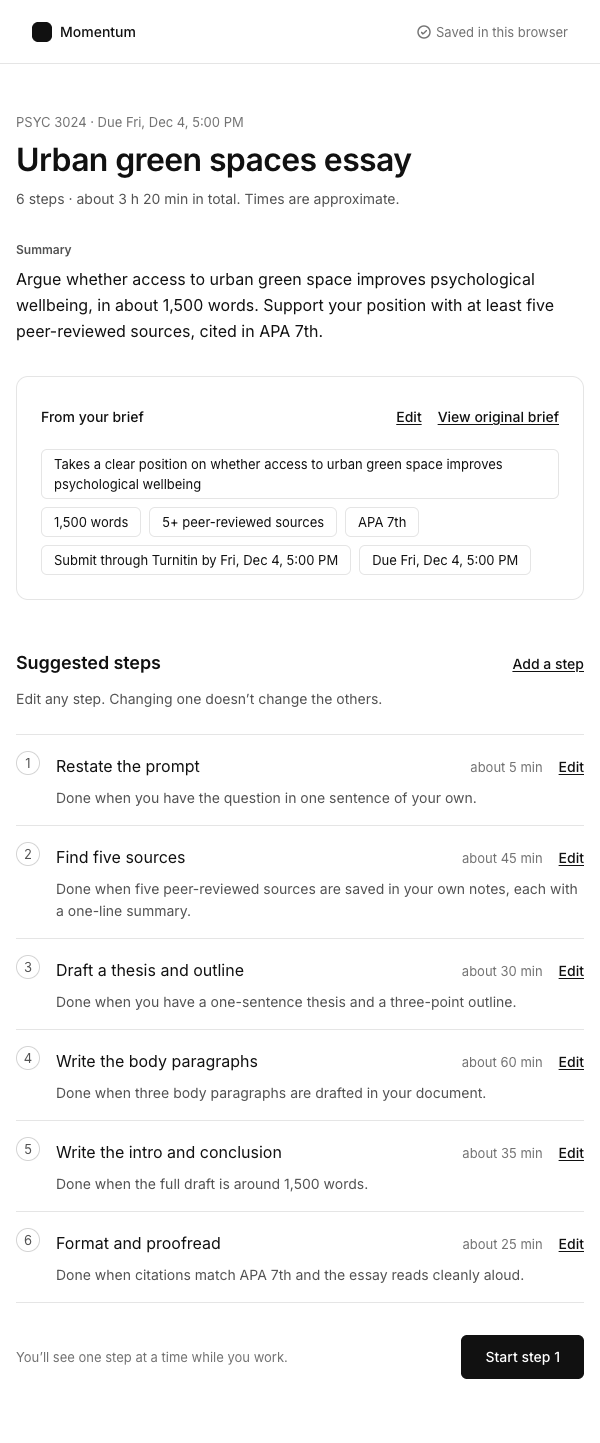 Momentum
Saved in this browser
PSYC 3024 · Due Fri, Dec 4, 5:00 PM
Urban green spaces essay
6 steps · about 3 h 20 min in total. Times are approximate.
Summary
Argue whether access to urban green space improves psychological
wellbeing, in about 1,500 words. Support your position with at least five
peer-reviewed sources, cited in APA 7th.
From your brief
Edit
View original brief
Takes a clear position on whether access to urban green space improves
psychological wellbeing
1,500 words
5+ peer-reviewed sources
APA 7th
Submit through Turnitin by Fri, Dec 4, 5:00 PM
Due Fri, Dec 4, 5:00 PM
Suggested steps
Add a step
Edit any step. Changing one doesn’t change the others.
1
Restate the prompt
about 5 min
Edit
Done when you have the question in one sentence of your own.
2
Find five sources
about 45 min
Edit
Done when five peer-reviewed sources are saved in your own notes, each with
a one-line summary.
3
Draft a thesis and outline
about 30 min
Edit
Done when you have a one-sentence thesis and a three-point outline.
4
Write the body paragraphs
about 60 min
Edit
Done when three body paragraphs are drafted in your document.
5
Write the intro and conclusion
about 35 min
Edit
Done when the full draft is around 1,500 words.
6
Format and proofread
about 25 min
Edit
Done when citations match APA 7th and the essay reads cleanly aloud.
You’ll see one step at a time while you work.
Start step 1